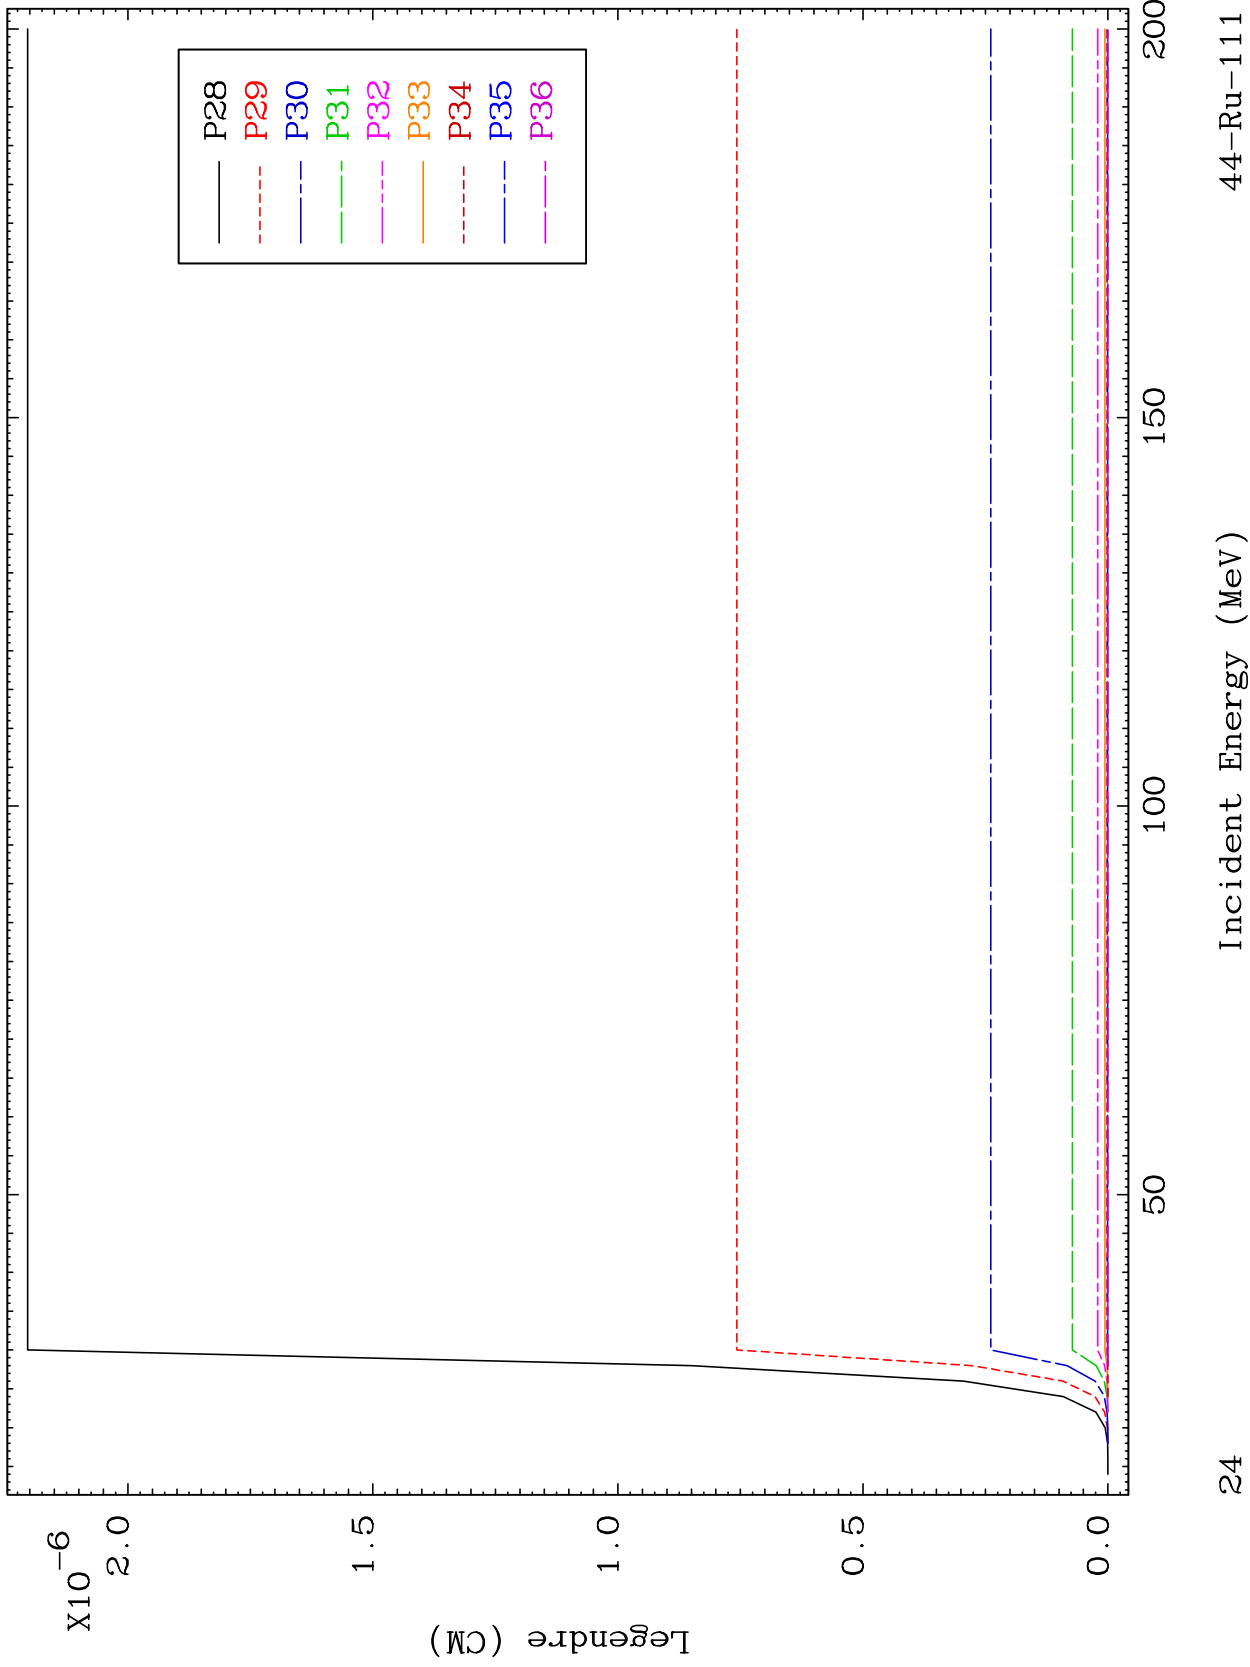 X10-6
2.0
1.5
1.0
0.5
0.0
Legendre (CM)
P28
P29
P30
P31
P32
P33
P34
P35
P36
50
100
150
200
Incident Energy (MeV)
24
44-Ru-111